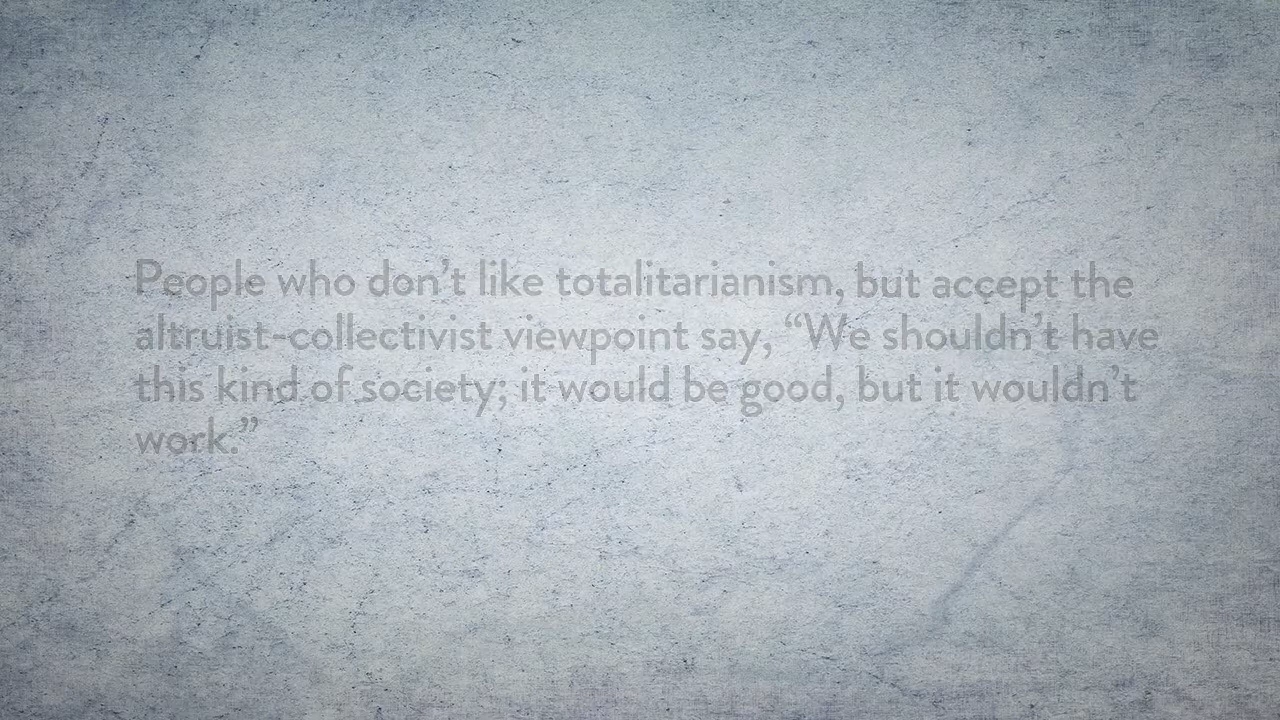 People who don’t like totalitarianism, but accept the
altruist-collectivist viewpoint say, “We shouldn’t have
this kind of society; it would be good, but it wouldn’t
work.”